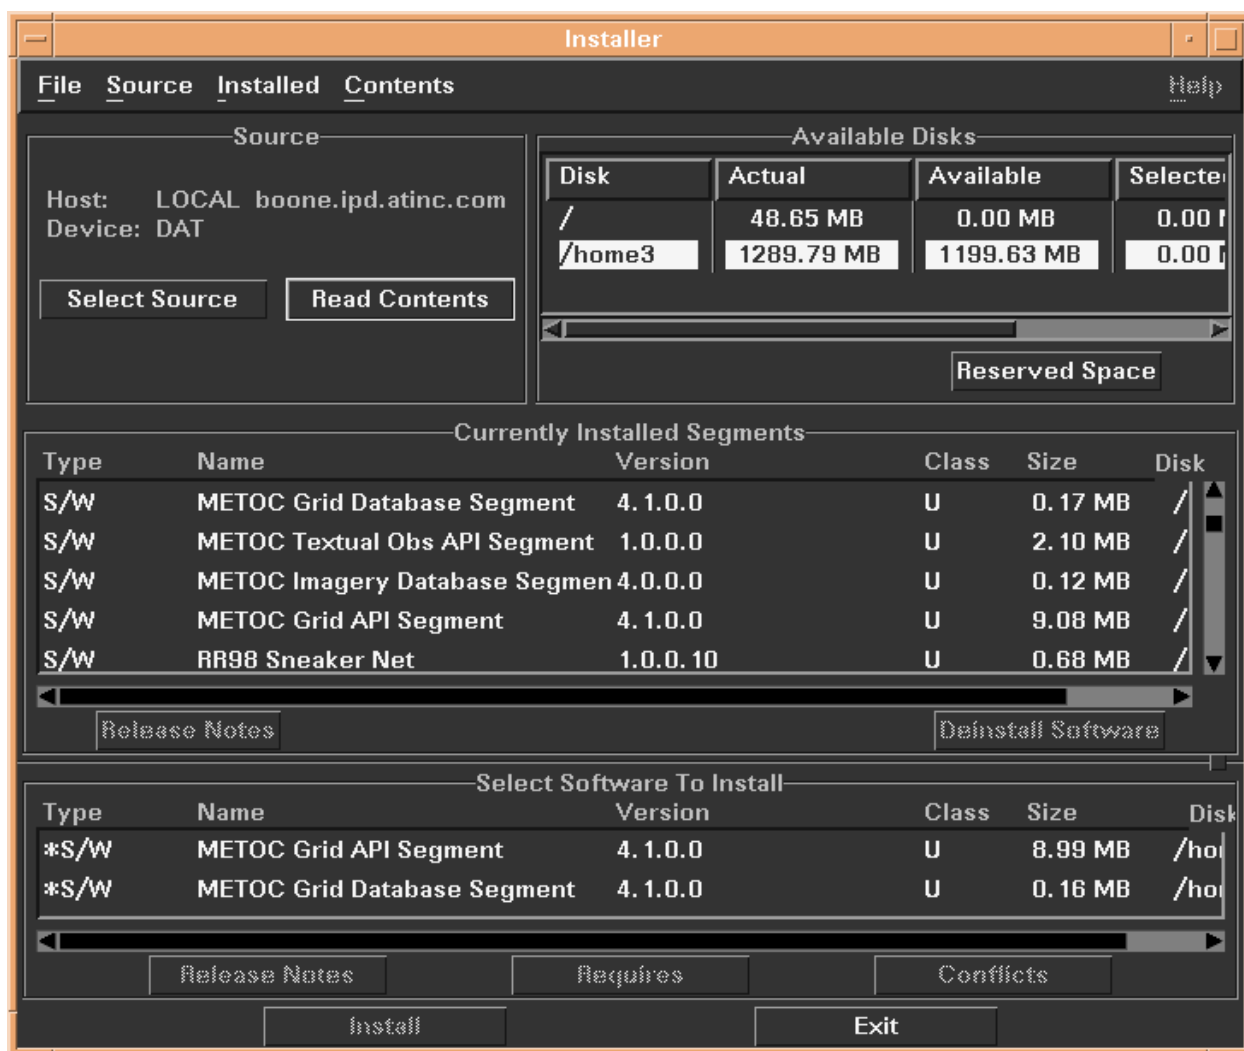 Installer
File Source Installed Contents Help
Source
Host: LOCAL boone.ipd.atinc.com
Device: DAT
Select Source Read Contents
Available Disks
Disk Actual Available Selected
/ 48.65 MB 0.00 MB 0.00 M
/home3 1289.79 MB 1199.63 MB 0.00 M
Reserved Space
Currently Installed Segments
Type Name Version Class Size Disk
S/W METOC Grid Database Segment 4.1.0.0 U 0.17 MB /
S/W METOC Textual Obs API Segment 1.0.0.0 U 2.10 MB /
S/W METOC Imagery Database Segmen 4.0.0.0 U 0.12 MB /
S/W METOC Grid API Segment 4.1.0.0 U 9.08 MB /
S/W RR98 Sneaker Net 1.0.0.10 U 0.68 MB /
Release Notes Deinstall Software
Select Software To Install
Type Name Version Class Size Disk
*S/W METOC Grid API Segment 4.1.0.0 U 8.99 MB /ho
*S/W METOC Grid Database Segment 4.1.0.0 U 0.16 MB /ho
Release Notes Requires Conflicts
Install Exit